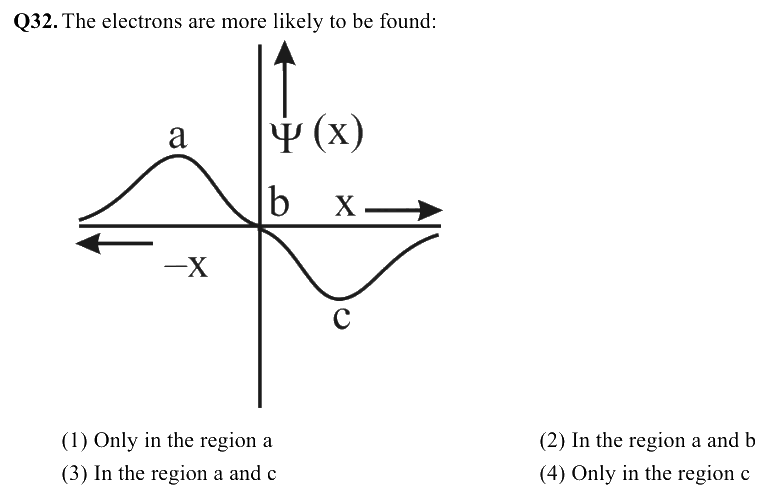 Q32. The electrons are more likely to be found:
a
Ψ (x)
b x
–x
c
(1) Only in the region a
(2) In the region a and b
(3) In the region a and c
(4) Only in the region c